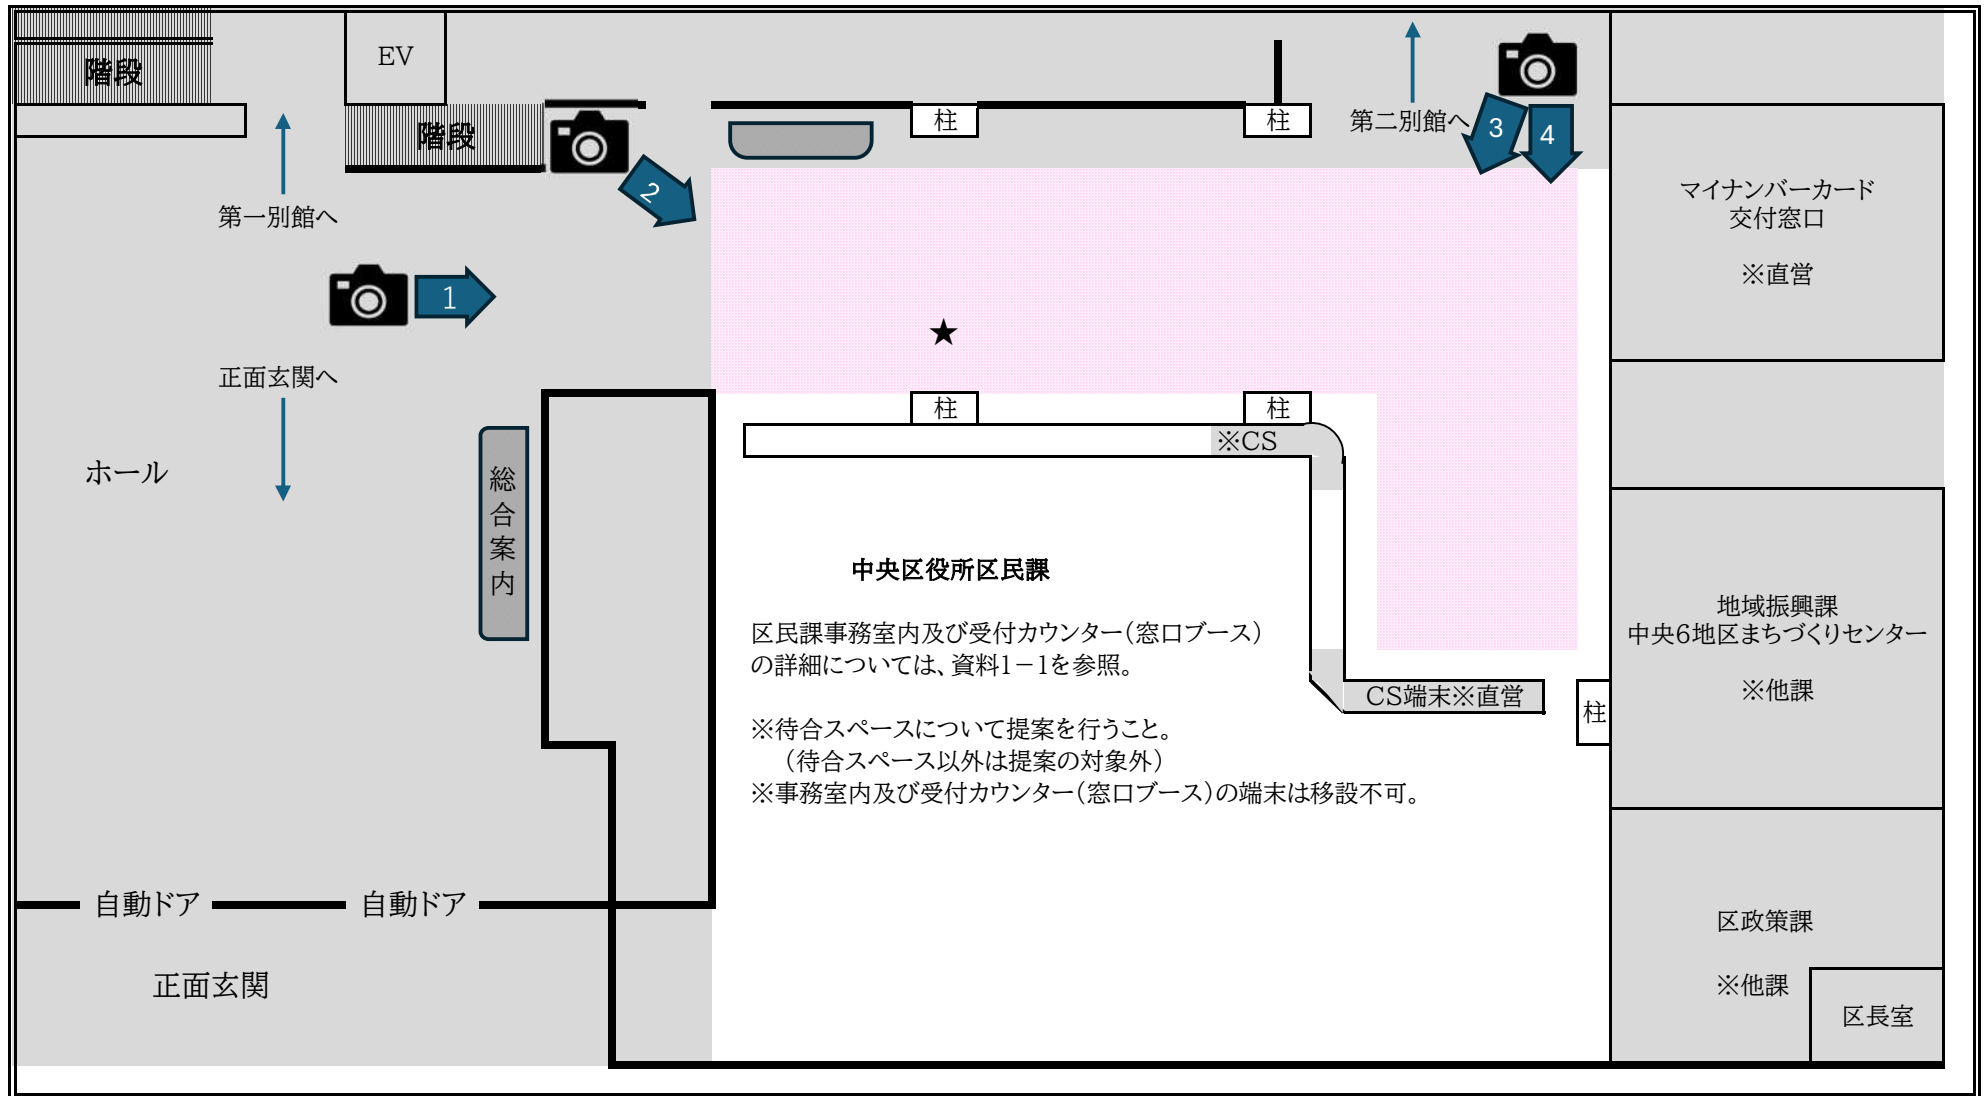 階段
EV
階段
柱
柱
第二別館へ
3
4
2
マイナンバーカード
交付窓口
※直営
第一別館へ
1
★
正面玄関へ
柱
柱
※CS
ホール
総合案内
中央区役所区民課
区民課事務室内及び受付カウンター(窓口ブース)
の詳細については、資料1-1を参照。
※待合スペースについて提案を行うこと。
(待合スペース以外は提案の対象外)
※事務室内及び受付カウンター(窓口ブース)の端末は移設不可。
地域振興課
中央6地区まちづくりセンター
※他課
CS端末※直営
柱
自動ドア
自動ドア
正面玄関
区政策課
※他課
区長室